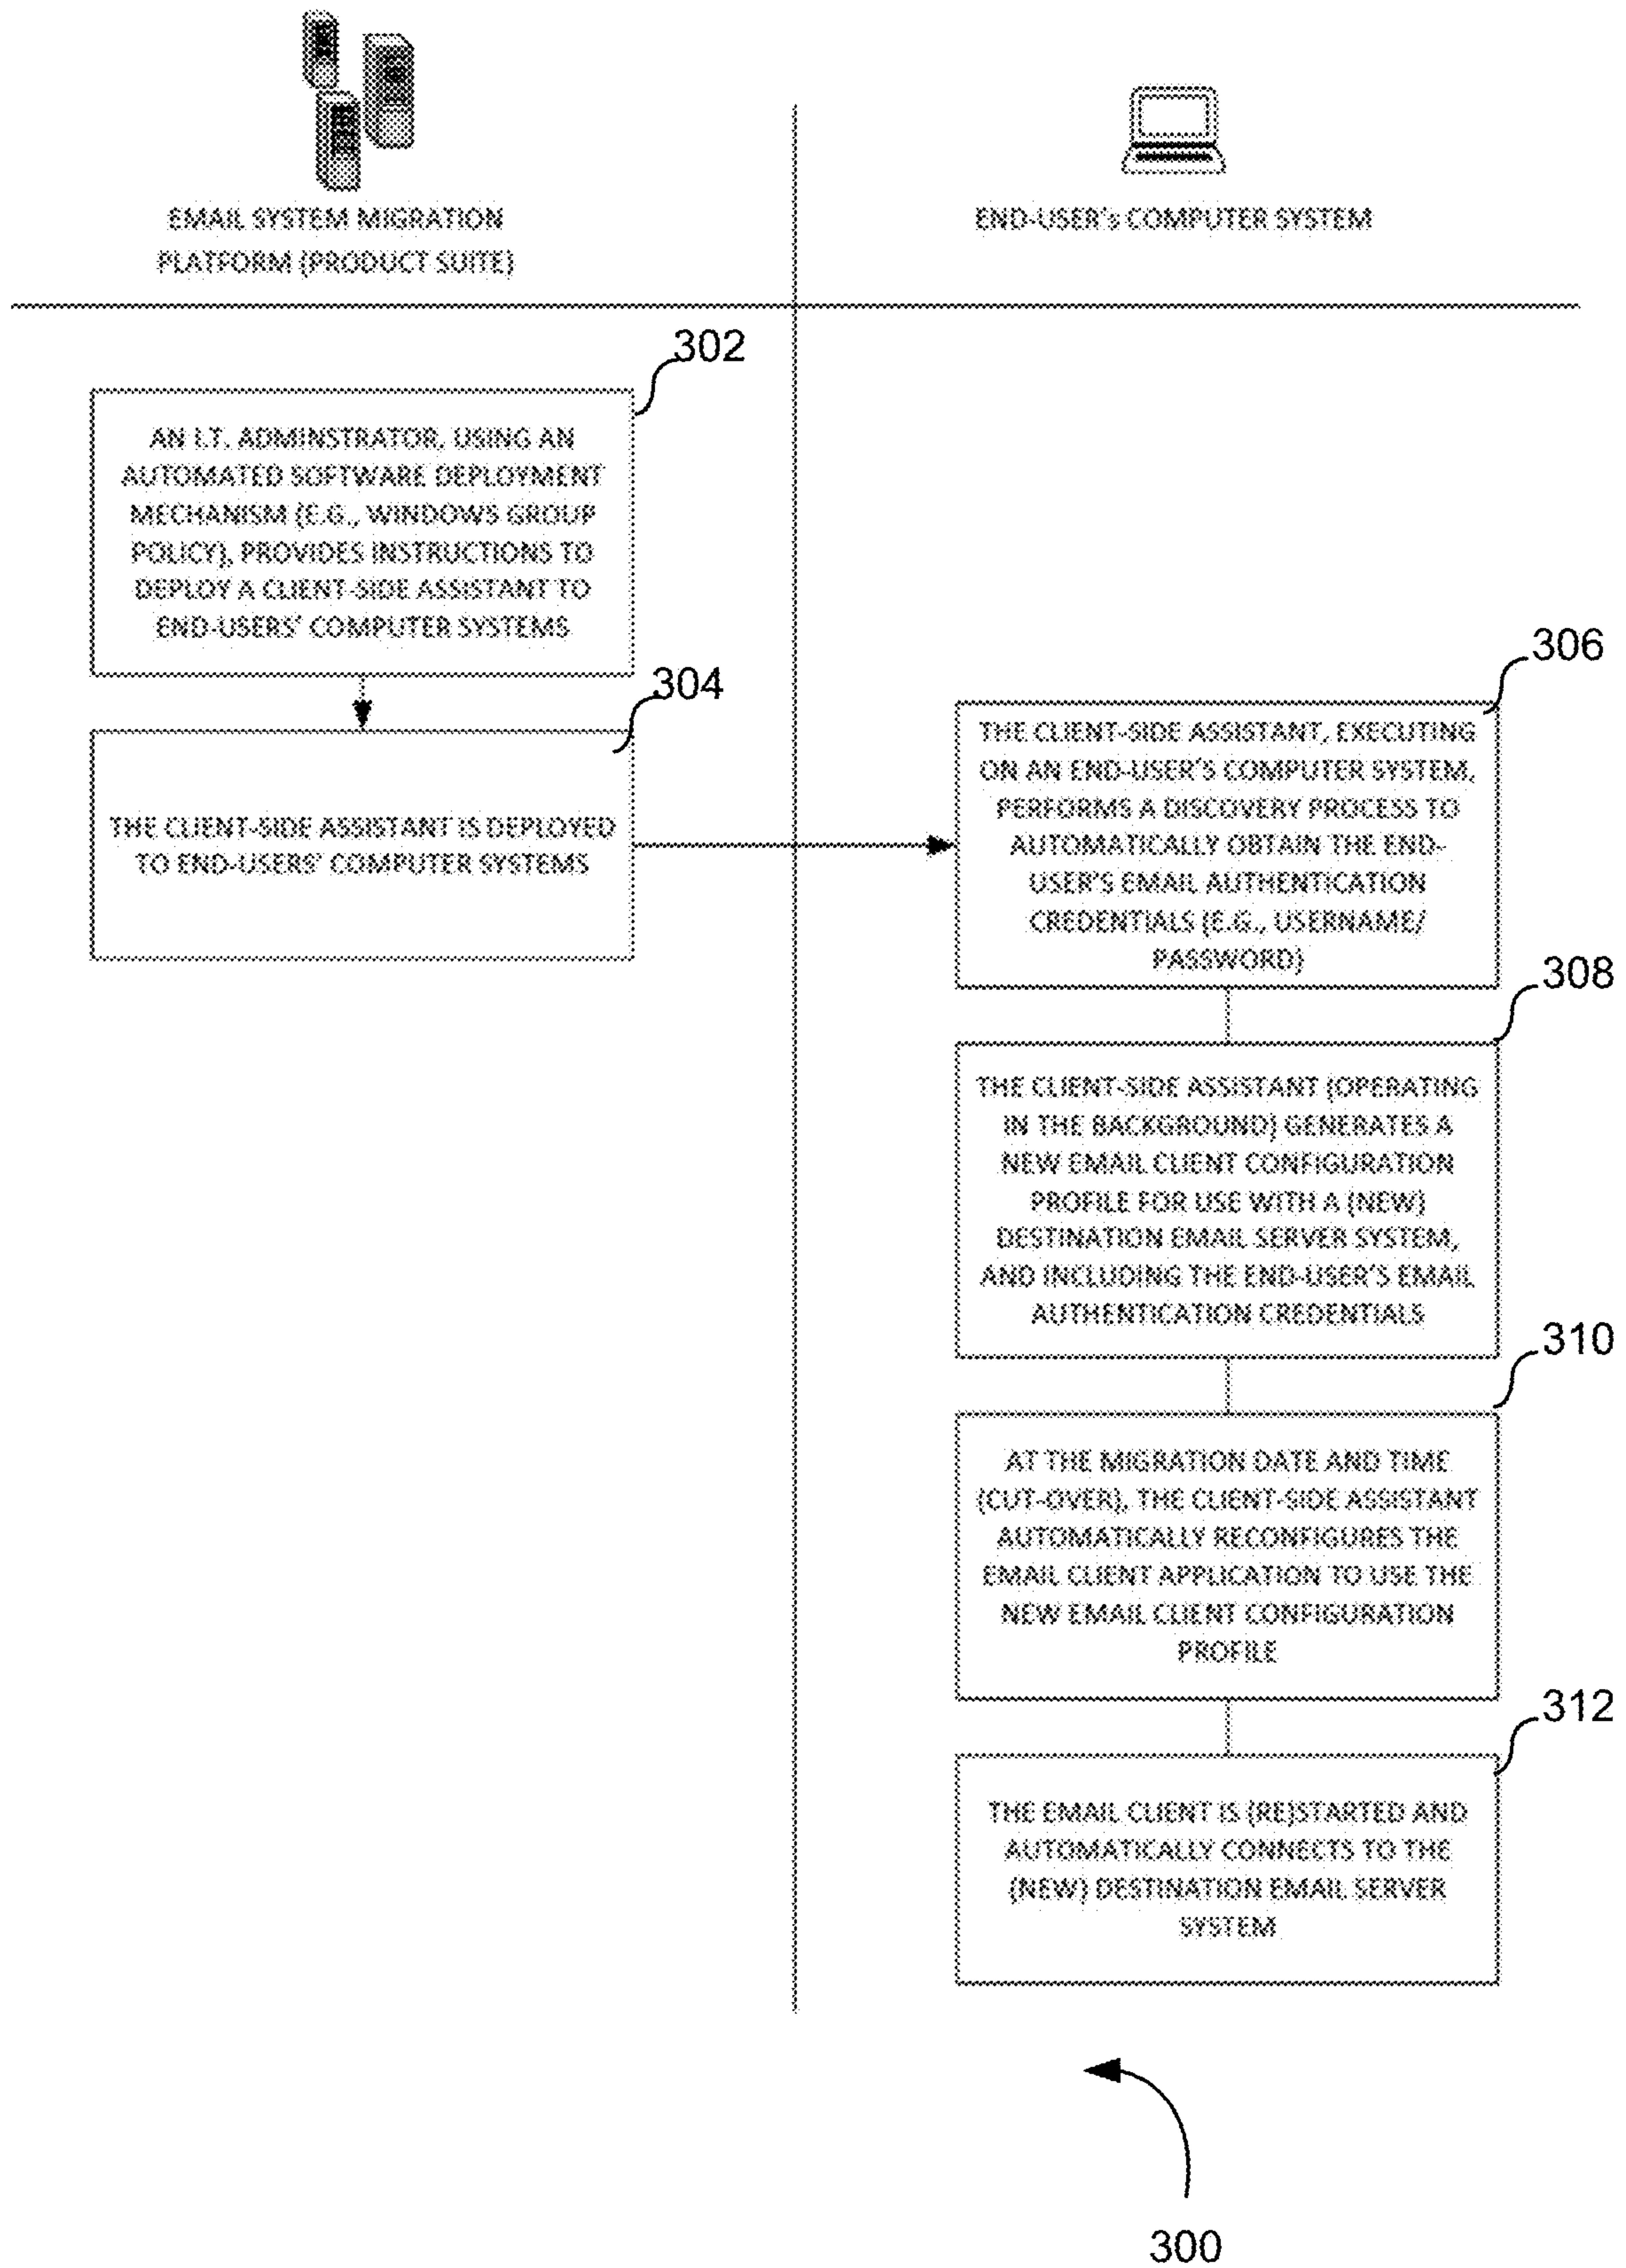 EMAIL SYSTEM MIGRATION
PLATFORM (PRODUCT SUITE)
END-USER's COMPUTER SYSTEM
302
AN I.T. ADMINSTRATOR, USING AN
AUTOMATED SOFTWARE DEPLOYMENT
MECHANISM (E.G., WINDOWS GROUP
POLICY), PROVIDES INSTRUCTIONS TO
DEPLOY A CLIENT-SIDE ASSISTANT TO
END-USERS' COMPUTER SYSTEMS
304
THE CLIENT-SIDE ASSISTANT IS DEPLOYED
TO END-USERS' COMPUTER SYSTEMS
306
THE CLIENT-SIDE ASSISTANT, EXECUTING
ON AN END-USER'S COMPUTER SYSTEM,
PERFORMS A DISCOVERY PROCESS TO
AUTOMATICALLY OBTAIN THE END-
USER'S EMAIL AUTHENTICATION
CREDENTIALS (E.G., USERNAME/
PASSWORD)
308
THE CLIENT-SIDE ASSISTANT (OPERATING
IN THE BACKGROUND) GENERATES A
NEW EMAIL CLIENT CONFIGURATION
PROFILE FOR USE WITH A (NEW)
DESTINATION EMAIL SERVER SYSTEM,
AND INCLUDING THE END-USER'S EMAIL
AUTHENTICATION CREDENTIALS
310
AT THE MIGRATION DATE AND TIME
(CUT-OVER), THE CLIENT-SIDE ASSISTANT
AUTOMATICALLY RECONFIGURES THE
EMAIL CLIENT APPLICATION TO USE THE
NEW EMAIL CLIENT CONFIGURATION
PROFILE
312
THE EMAIL CLIENT IS (RE)STARTED AND
AUTOMATICALLY CONNECTS TO THE
(NEW) DESTINATION EMAIL SERVER
SYSTEM
300